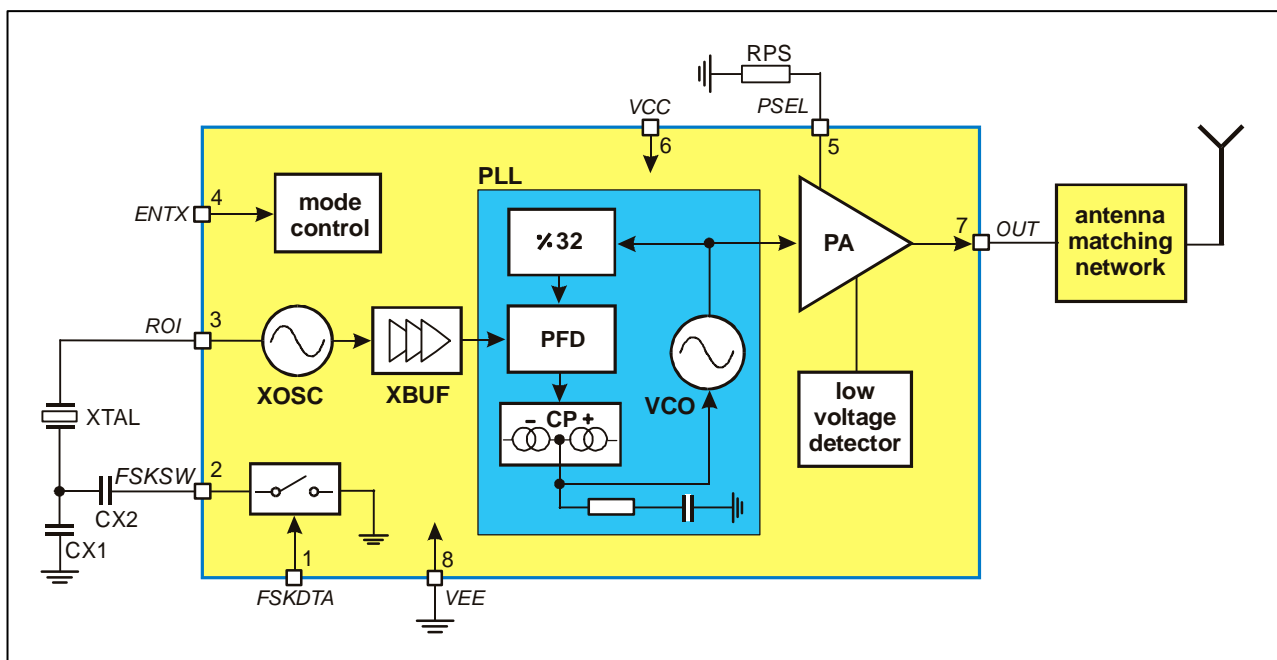 RPS
VCC
PSEL
6
5
PLL
4
ENTX
mode
control
٪32
PA
7
OUT
antenna
matching
network
ROI
3
PFD
XOSC
XBUF
VCO
low
voltage
detector
- CP +
XTAL
FSKSW
2
CX2
CX1
1
8
FSKDTA
VEE